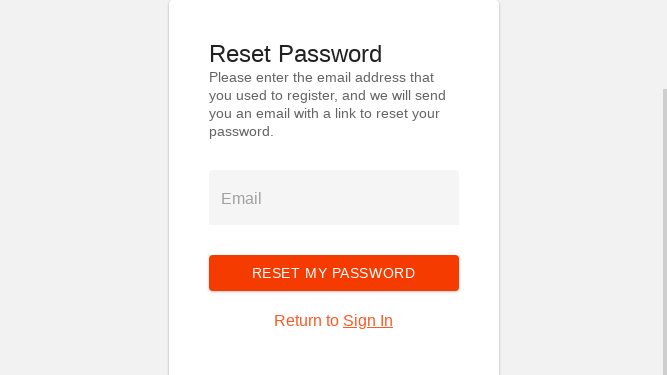 Reset Password
Please enter the email address that
you used to register, and we will send
you an email with a link to reset your
password.
Email
RESET MY PASSWORD
Return to Sign In